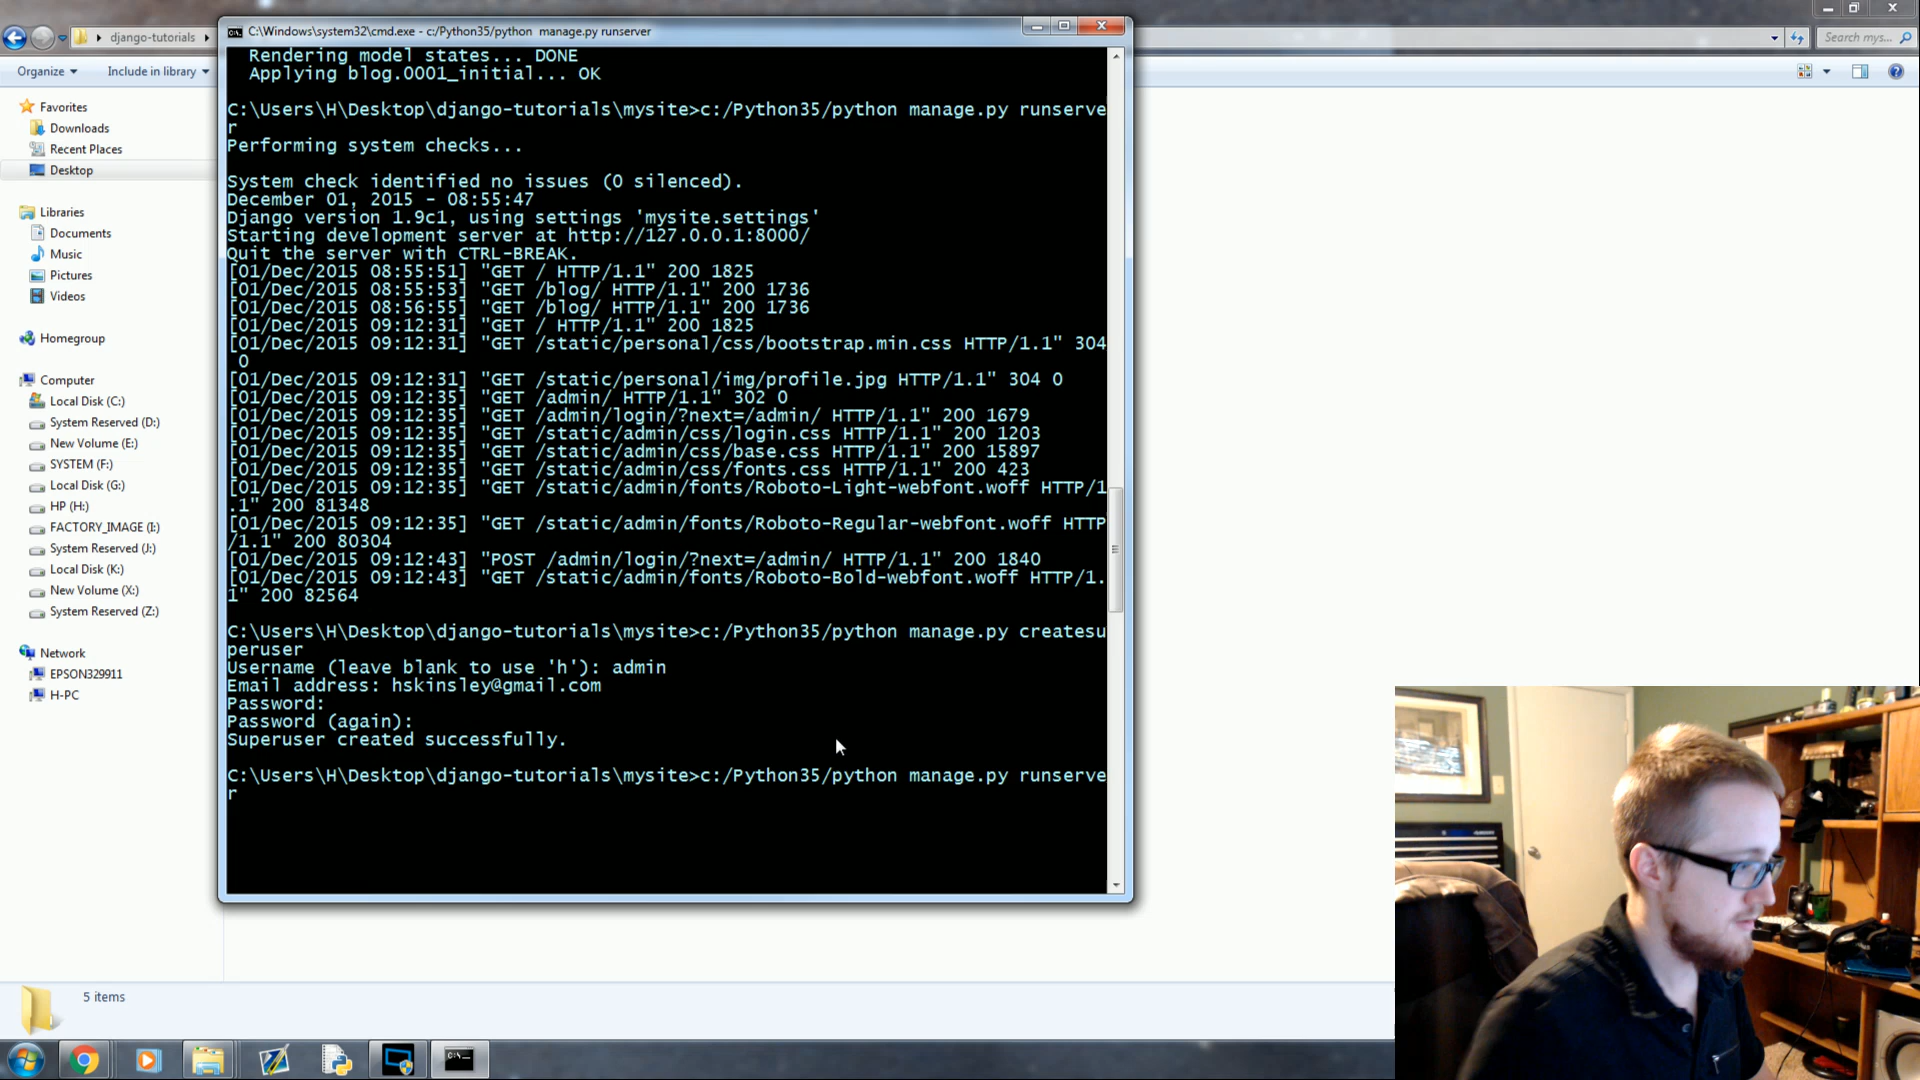 C:\Windows\system32\cmd.exe - c:/Python35/python  manage.py runserver
django-tutorials
Search mys...
Organize
Include in library
Favorites
Downloads
Recent Places
Desktop
Libraries
Documents
Music
Pictures
Videos
Homegroup
Computer
Local Disk (C:)
System Reserved (D:)
New Volume (E:)
SYSTEM (F:)
Local Disk (G:)
HP (H:)
FACTORY_IMAGE (I:)
System Reserved (J:)
Local Disk (K:)
New Volume (X:)
System Reserved (Z:)
Network
EPSON329911
H-PC
Rendering model states... DONE
Applying blog.0001_initial... OK
C:\Users\H\Desktop\django-tutorials\mysite>c:/Python35/python manage.py runserve
r
Performing system checks...
System check identified no issues (0 silenced).
December 01, 2015 - 08:55:47
Django version 1.9c1, using settings 'mysite.settings'
Starting development server at http://127.0.0.1:8000/
Quit the server with CTRL-BREAK.
[01/Dec/2015 08:55:51] "GET / HTTP/1.1" 200 1825
[01/Dec/2015 08:55:53] "GET /blog/ HTTP/1.1" 200 1736
[01/Dec/2015 08:56:55] "GET /blog/ HTTP/1.1" 200 1736
[01/Dec/2015 09:12:31] "GET / HTTP/1.1" 200 1825
[01/Dec/2015 09:12:31] "GET /static/personal/css/bootstrap.min.css HTTP/1.1" 304
0
[01/Dec/2015 09:12:31] "GET /static/personal/img/profile.jpg HTTP/1.1" 304 0
[01/Dec/2015 09:12:35] "GET /admin/ HTTP/1.1" 302 0
[01/Dec/2015 09:12:35] "GET /admin/login/?next=/admin/ HTTP/1.1" 200 1679
[01/Dec/2015 09:12:35] "GET /static/admin/css/login.css HTTP/1.1" 200 1203
[01/Dec/2015 09:12:35] "GET /static/admin/css/base.css HTTP/1.1" 200 15897
[01/Dec/2015 09:12:35] "GET /static/admin/css/fonts.css HTTP/1.1" 200 423
[01/Dec/2015 09:12:35] "GET /static/admin/fonts/Roboto-Light-webfont.woff HTTP/1
.1" 200 81348
[01/Dec/2015 09:12:35] "GET /static/admin/fonts/Roboto-Regular-webfont.woff HTTP
/1.1" 200 80304
[01/Dec/2015 09:12:43] "POST /admin/login/?next=/admin/ HTTP/1.1" 200 1840
[01/Dec/2015 09:12:43] "GET /static/admin/fonts/Roboto-Bold-webfont.woff HTTP/1.
1" 200 82564
C:\Users\H\Desktop\django-tutorials\mysite>c:/Python35/python manage.py createsu
peruser
Username (leave blank to use 'h'): admin
Email address: hskinsley@gmail.com
Password:
Password (again):
Superuser created successfully.
C:\Users\H\Desktop\django-tutorials\mysite>c:/Python35/python manage.py runserve
r
5 items